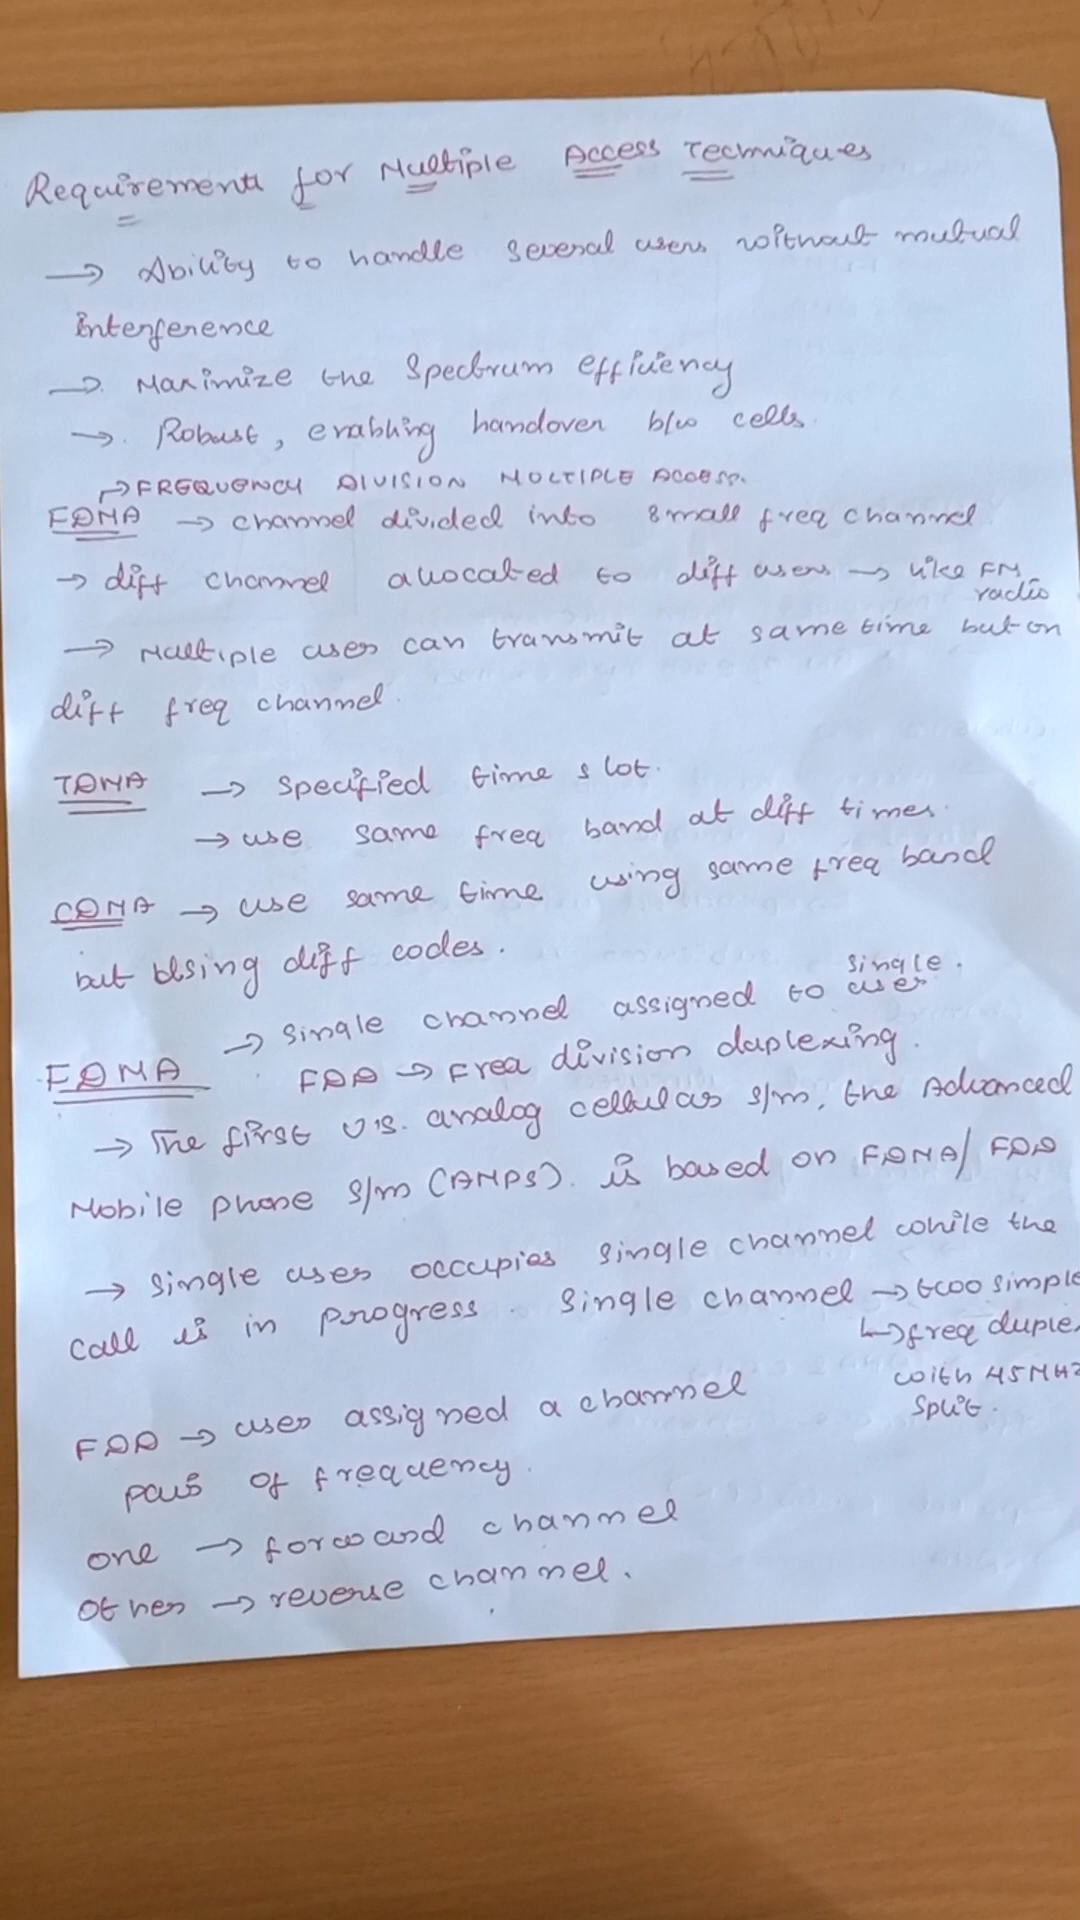 Requirements for Multiple Access Techniques
→ Ability to handle several users without mutual
interference
→ Maximize the Spectrum efficiency
→ Robust, enabling handover b/w cells.
→ FREQUENCY DIVISION MULTIPLE ACCESS.
FDMA → channel divided into small freq channel
→ diff channel allocated to diff users → like FM
radio
→ Multiple user can transmit at same time but on
diff freq channel.
TDMA → Specified time slot.
→ use same freq band at diff times.
CDMA → use same time using same freq band
but using diff codes.
single.
FDMA → single channel assigned to user
FDD → Freq division duplexing.
→ The first U.S. analog cellular s/m, the Advanced
Mobile phone s/m (AMPS). is based on FDMA/ FDD
→ single user occupies single channel while the
call is in progress. Single channel → two simple
↳ freq duple
with 45MHz
split.
FDD → user assigned a channel
pair of frequency.
one → forward channel
other → reverse channel.